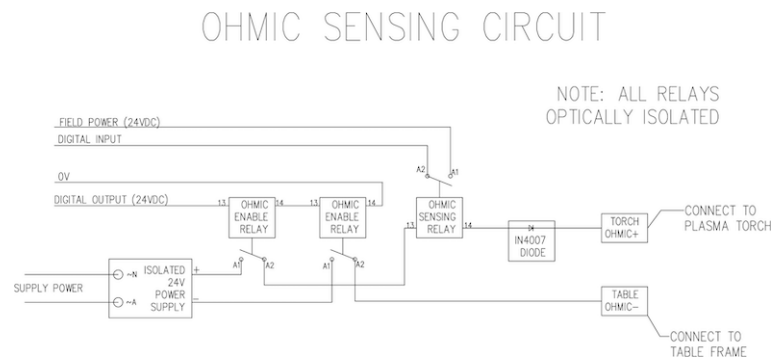 OHMIC SENSING CIRCUIT
NOTE: ALL RELAYS
OPTICALLY ISOLATED
FIELD POWER (24VDC)
DIGITAL INPUT
A2
A1
0V
DIGITAL OUTPUT (24VDC)
13
OHMIC
ENABLE
RELAY
14
13
OHMIC
ENABLE
RELAY
14
13
OHMIC
SENSING
RELAY
14
IN4007
DIODE
TORCH
OHMIC+
CONNECT TO
PLASMA TORCH
A1
A2
A1
A2
SUPPLY POWER
~N
~A
ISOLATED
24V
POWER
SUPPLY
+
-
TABLE
OHMIC-
CONNECT TO
TABLE FRAME